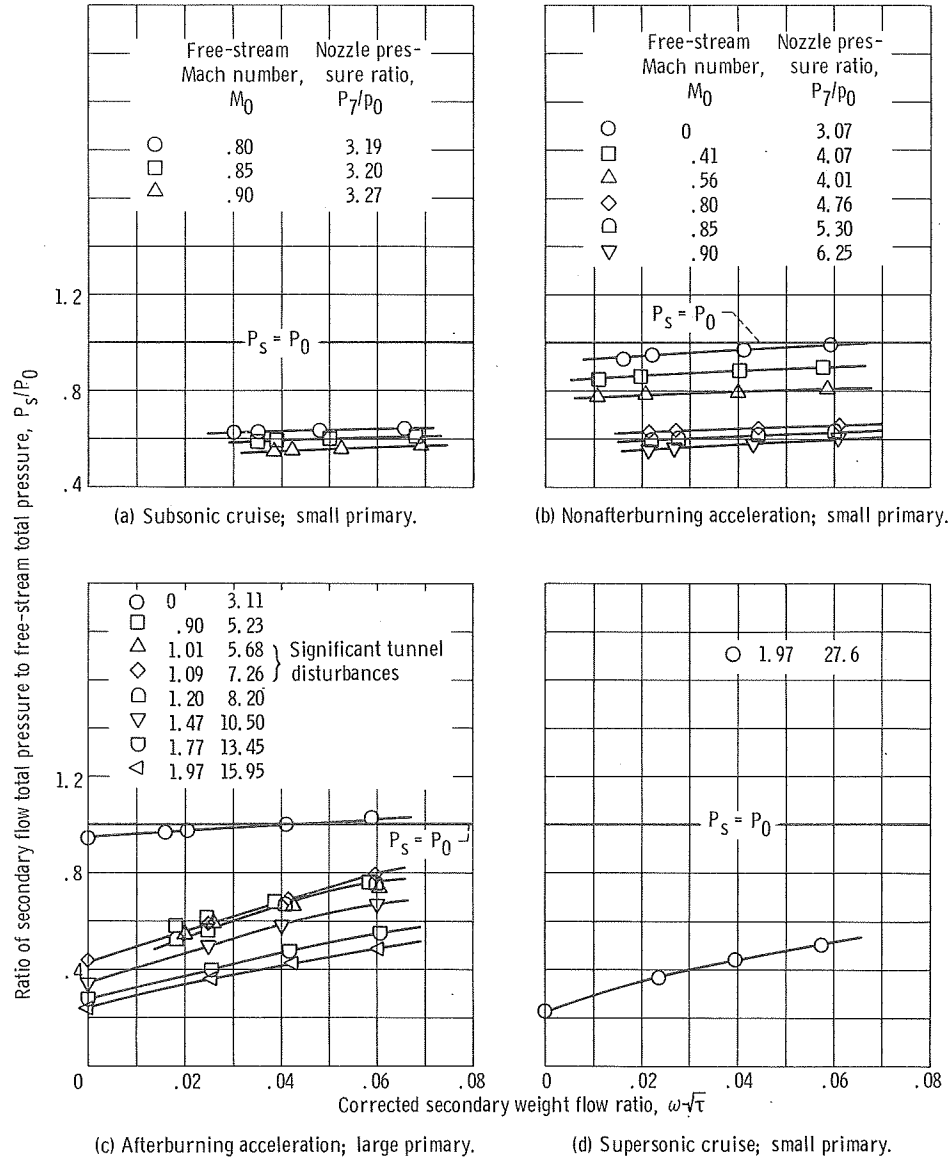 Free-stream Mach number, M0
Nozzle pressure ratio, P7/p0
.80 3.19
.85 3.20
.90 3.27
Free-stream Mach number, M0
Nozzle pressure ratio, P7/p0
0 3.07
.41 4.07
.56 4.01
.80 4.76
.85 5.30
.90 6.25
1.2
.8
.4
Ps = P0
Ps = P0
(a) Subsonic cruise; small primary.
(b) Nonafterburning acceleration; small primary.
Ratio of secondary flow total pressure to free-stream total pressure, Ps/P0
0 3.11
.90 5.23
1.01 5.68
1.09 7.26
Significant tunnel disturbances
1.20 8.20
1.47 10.50
1.77 13.45
1.97 15.95
1.97 27.6
1.2
.8
.4
Ps = P0
Ps = P0
0 .02 .04 .06 .08
0 .02 .04 .06 .08
Corrected secondary weight flow ratio, ω√τ
(c) Afterburning acceleration; large primary.
(d) Supersonic cruise; small primary.